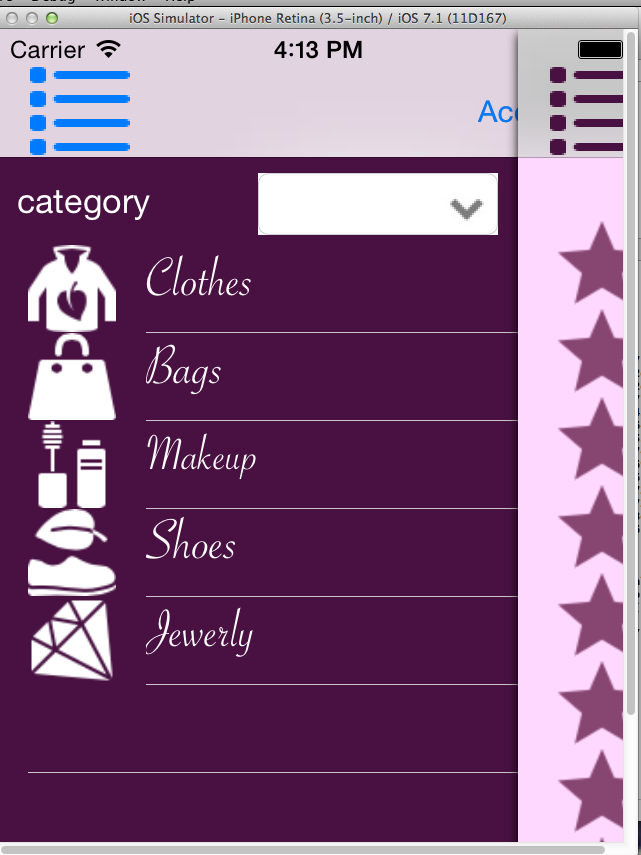 iOS Simulator - iPhone Retina (3.5-inch) / iOS 7.1 (11D167)
Carrier 4:13 PM
Acc
category
Clothes
Bags
Makeup
Shoes
Jewerly